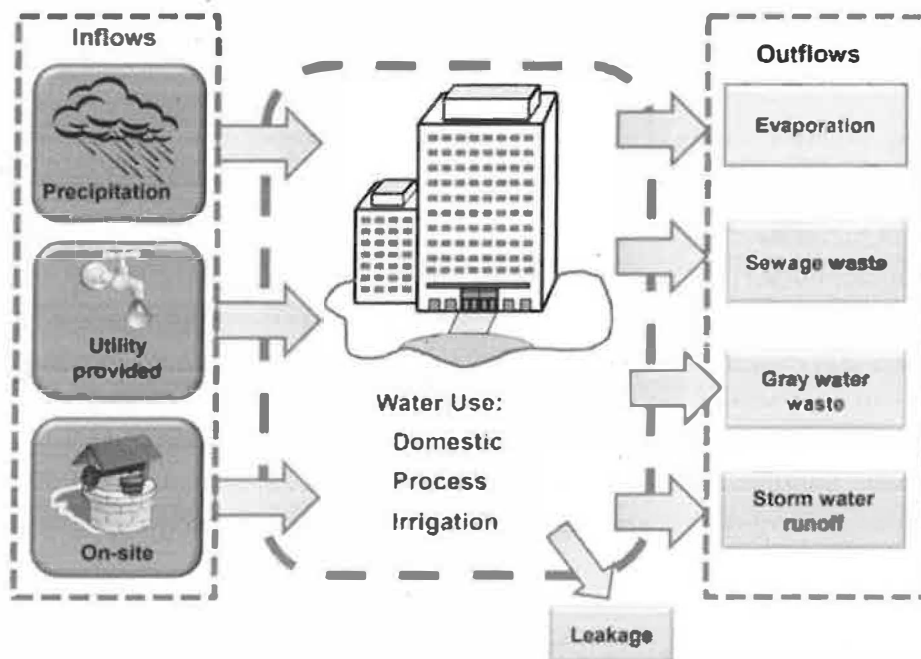 Inflows
Precipitation
Utility
provided
On-site
Water Use:
Domestic
Process
Irrigation
Leakage
Outflows
Evaporation
Sewage waste
Gray water
waste
Storm water
runoff